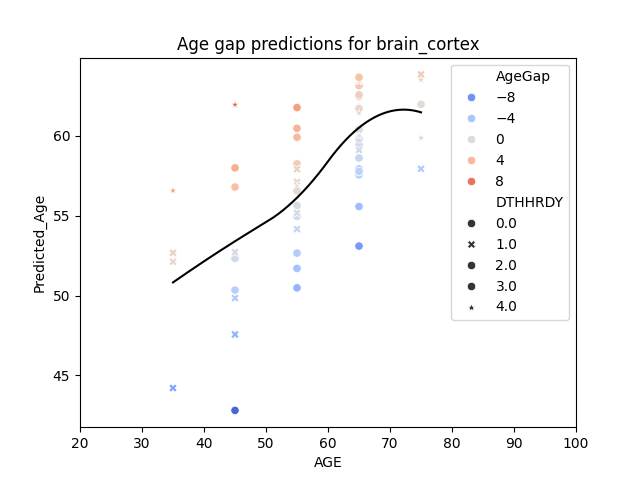 Age gap predictions for brain_cortex
Predicted_Age
60
55
50
45
20 30 40 50 60 70 80 90 100
AGE
AgeGap
−8
−4
0
4
8
DTHHRDY
0.0
1.0
2.0
3.0
4.0